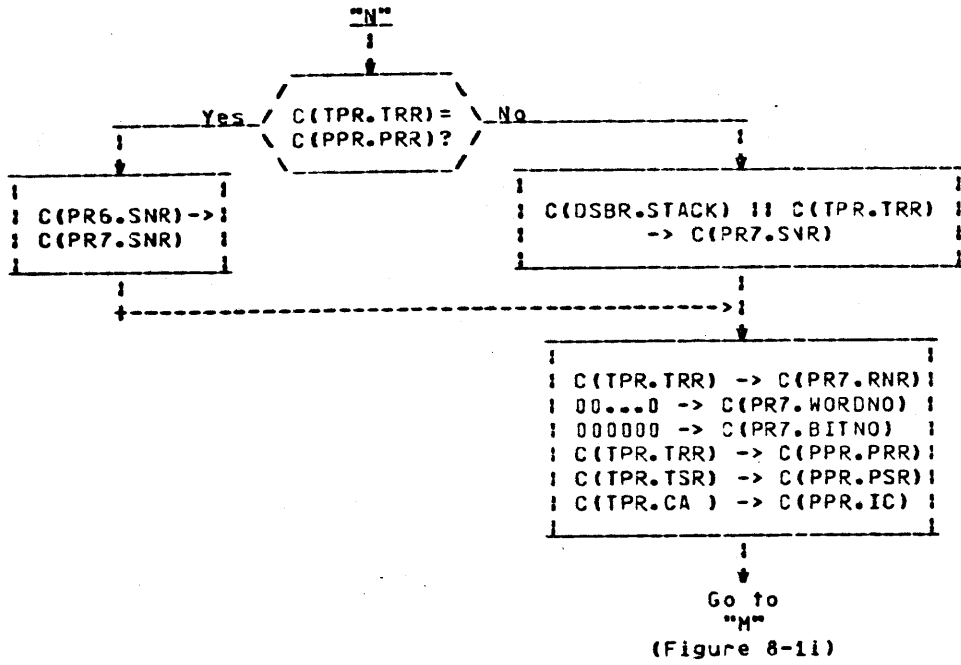 "N"
Yes
C(TPR.TRR)=
C(PPR.PRR)?
No
C(PR6.SNR)->
C(PR7.SNR)
C(DSBR.STACK) || C(TPR.TRR)
-> C(PR7.SNR)
C(TPR.TRR) -> C(PR7.RNR)
00...0 -> C(PR7.WORDNO)
000000 -> C(PR7.BITNO)
C(TPR.TRR) -> C(PPR.PRR)
C(TPR.TSR) -> C(PPR.PSR)
C(TPR.CA ) -> C(PPR.IC)
Go to
"M"
(Figure 8-1i)